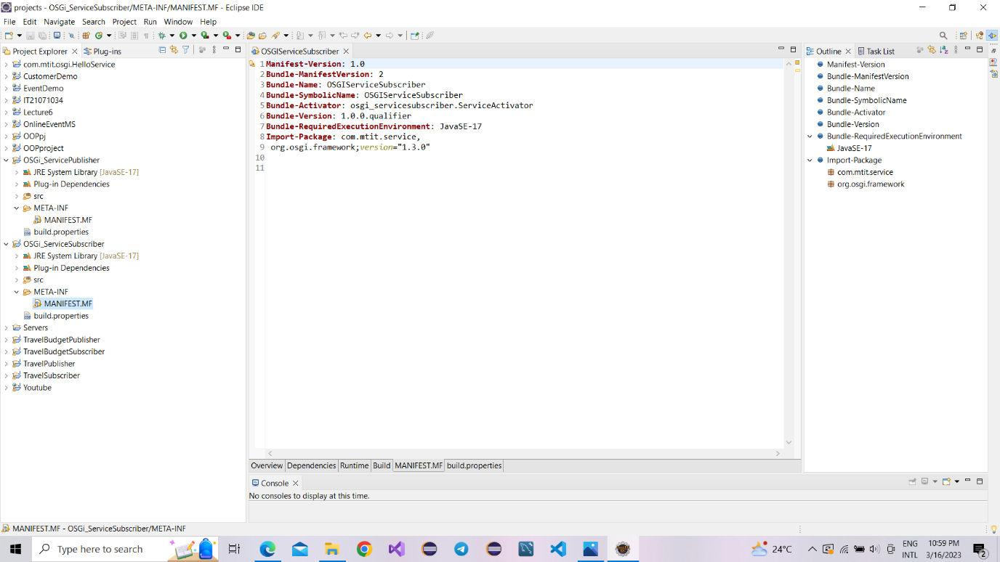 projects - OSGi_ServiceSubscriber/META-INF/MANIFEST.MF - Eclipse IDE
File Edit Navigate Search Project Run Window Help
Project Explorer
Plug-ins
com.mtit.osgi.HelloService
CustomerDemo
EventDemo
IT21071034
Lecture6
OnlineEventMS
OOPpj
OOPproject
OSGi_ServicePublisher
JRE System Library [JavaSE-17]
Plug-in Dependencies
src
META-INF
MANIFEST.MF
build.properties
OSGi_ServiceSubscriber
JRE System Library [JavaSE-17]
Plug-in Dependencies
src
META-INF
MANIFEST.MF
build.properties
Servers
TravelBudgetPublisher
TravelBudgetSubscriber
TravelPublisher
TravelSubscriber
Youtube
OSGIServiceSubscriber
1 Manifest-Version: 1.0
2 Bundle-ManifestVersion: 2
3 Bundle-Name: OSGIServiceSubscriber
4 Bundle-SymbolicName: OSGIServiceSubscriber
5 Bundle-Activator: osgi_servicesubscriber.ServiceActivator
6 Bundle-Version: 1.0.0.qualifier
7 Bundle-RequiredExecutionEnvironment: JavaSE-17
8 Import-Package: com.mtit.service,
9 org.osgi.framework;version="1.3.0"
10
11
Overview Dependencies Runtime Build MANIFEST.MF build.properties
Console
No consoles to display at this time.
Outline
Task List
Manifest-Version
Bundle-ManifestVersion
Bundle-Name
Bundle-SymbolicName
Bundle-Activator
Bundle-Version
Bundle-RequiredExecutionEnvironment
JavaSE-17
Import-Package
com.mtit.service
org.osgi.framework
MANIFEST.MF - OSGi_ServiceSubscriber/META-INF
Type here to search
24°C
ENG
INTL
10:59 PM
3/16/2023
2